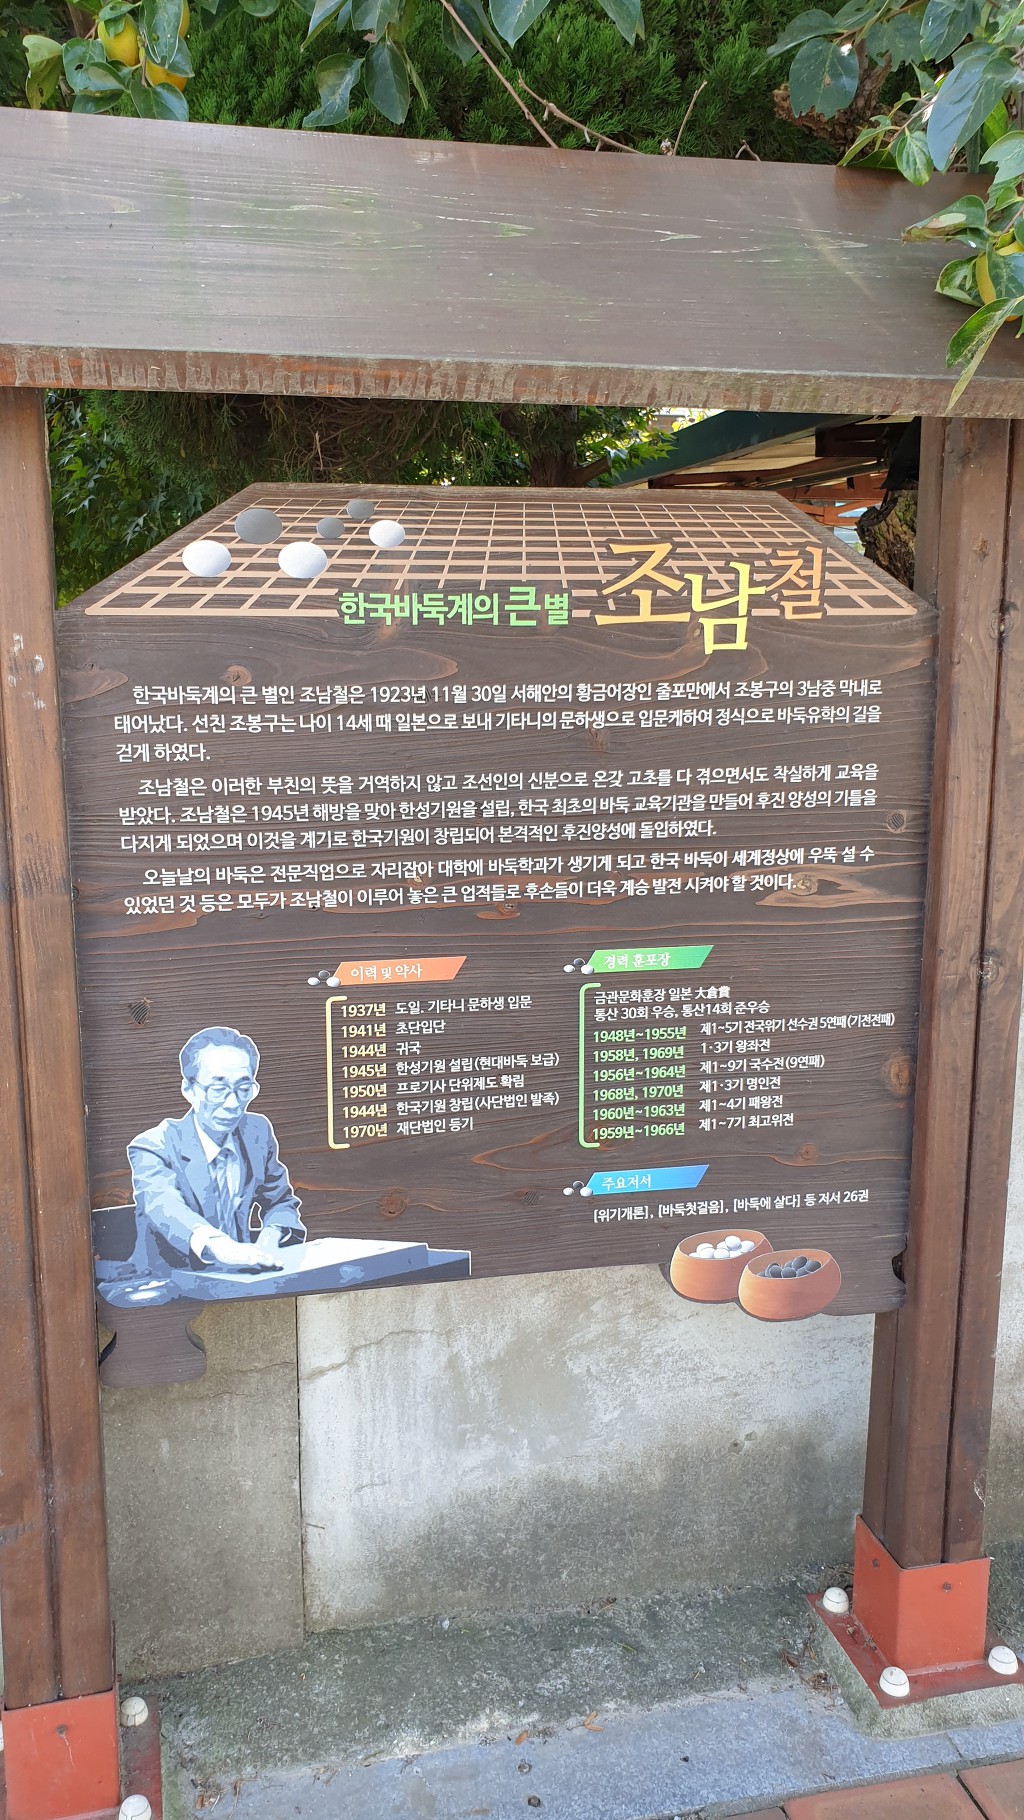 한국바둑계의 큰 별 조남철
한국바둑계의 큰 별인 조남철은 1923년 11월 30일 서해안의 황금어장인 줄포만에서 조봉구의 3남중 막내로
태어났다. 선친 조봉구는 나이 14세 때 일본으로 보내 기타니의 문하생으로 입문케하여 정식으로 바둑유학의 길을
걷게 하였다.
조남철은 이러한 부친의 뜻을 거역하지 않고 조선인의 신분으로 온갖 고초를 다 겪으면서도 착실하게 교육을
받았다. 조남철은 1945년 해방을 맞아 한성기원을 설립, 한국 최초의 바둑 교육기관을 만들어 후진 양성의 기틀을
다지게 되었으며 이것을 계기로 한국기원이 창립되어 본격적인 후진양성에 돌입하였다.
오늘날의 바둑은 전문직업으로 자리잡아 대학에 바둑학과가 생기게 되고 한국 바둑이 세계정상에 우뚝 설 수
있었던 것 등은 모두가 조남철이 이루어 놓은 큰 업적들로 후손들이 더욱 계승 발전 시켜야 할 것이다.
이력 및 약사
1937년 도일. 기타니 문하생 입문
1941년 초단입단
1944년 귀국
1945년 한성기원 설립(현대바둑 보급)
1950년 프로기사 단위제도 확립
1944년 한국기원 창립(사단법인 발족)
1970년 재단법인 등기
경력 훈포장
금관문화훈장 일본 大倉賞
통산 30회 우승, 통산14회 준우승
1948년~1955년 제1~5기 전국위기 선수권 5연패(기전전패)
1958년, 1969년 1·3기 왕좌전
1956년~1964년 제1~9기 국수전(9연패)
1968년, 1970년 제1·3기 명인전
1960년~1963년 제1~4기 패왕전
1959년~1966년 제1~7기 최고위전
주요저서
[위기개론], [바둑첫걸음], [바둑에 살다] 등 저서 26권